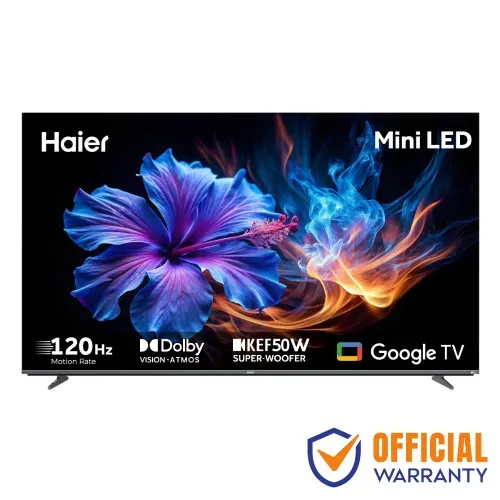 Haier
Mini LED
120Hz
Motion Rate
Dolby
VISION·ATMOS
KEF50W
SUPER-WOOFER
Google TV
OFFICIAL
WARRANTY